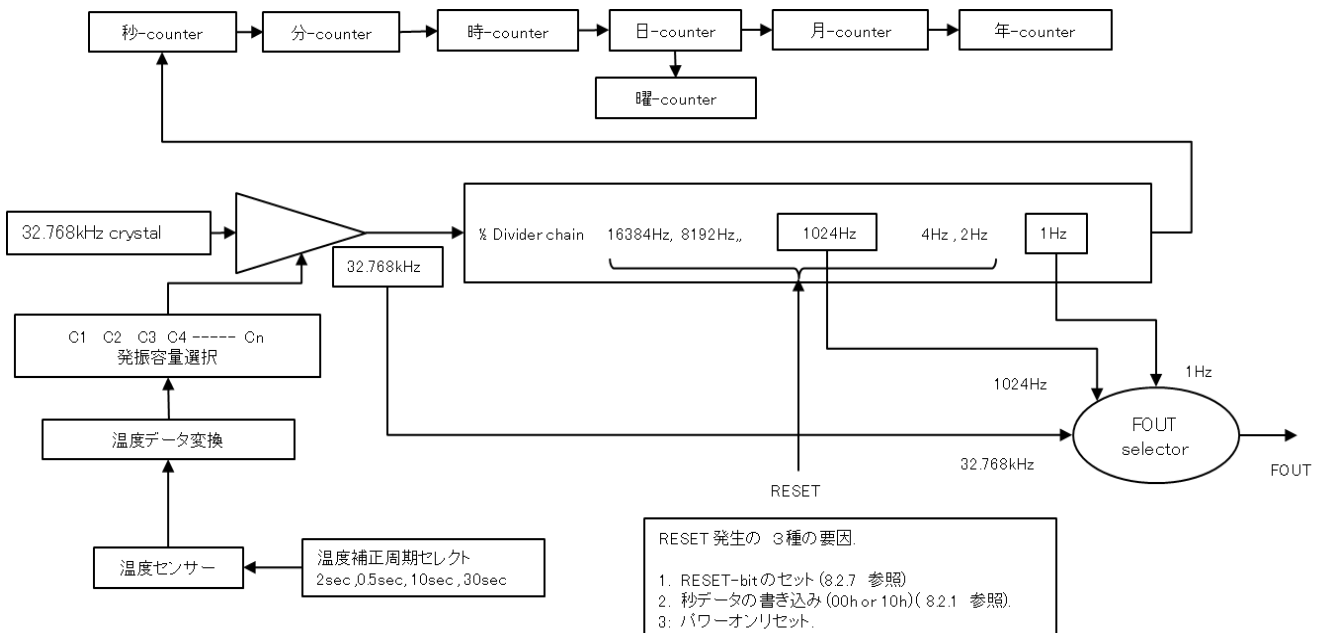 秒-counter
分-counter
時-counter
日-counter
月-counter
年-counter
曜-counter
32.768kHz crystal
32.768kHz
½ Divider chain 16384Hz, 8192Hz,, 1024Hz 4Hz , 2Hz 1Hz
C1 C2 C3 C4 ----- Cn
発振容量選択
温度データ変換
温度センサー
温度補正周期セレクト
2sec ,0.5sec, 10sec , 30sec
RESET
1024Hz
1Hz
32.768kHz
FOUT
selector
FOUT
RESET 発生の 3種の要因.
1. RESET-bitのセット (8.2.7 参照)
2. 秒データの書き込み (00h or 10h)( 8.2.1 参照).
3: パワーオンリセット.